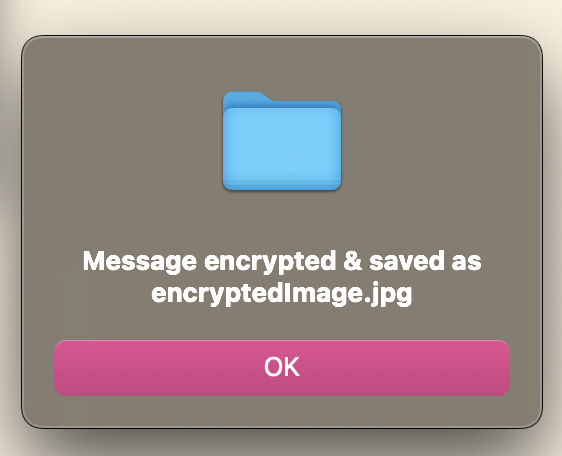 Message encrypted & saved as
encryptedImage.jpg
OK